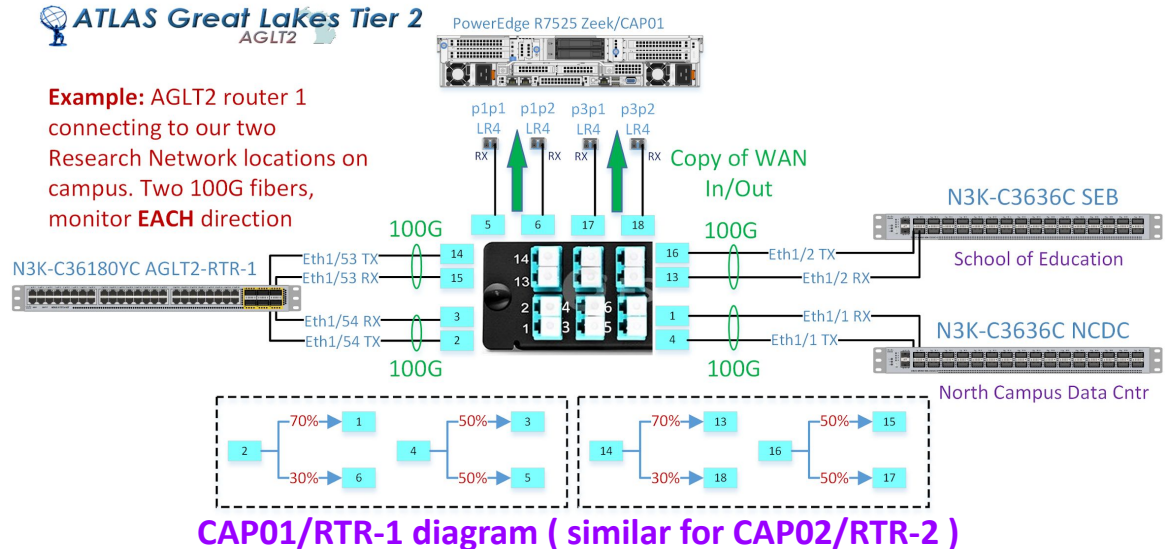 ATLAS Great Lakes Tier 2
AGLT2
PowerEdge R7525 Zeek/CAP01
Example: AGLT2 router 1
connecting to our two
Research Network locations on
campus. Two 100G fibers,
monitor EACH direction
p1p1 p1p2 p3p1 p3p2
LR4 LR4 LR4 LR4
RX RX RX RX
Copy of WAN
In/Out
5 6 17 18
100G
100G
N3K-C3636C SEB
School of Education
N3K-C36180YC AGLT2-RTR-1
Eth1/53 TX 14
Eth1/53 RX 15
Eth1/54 RX 3
Eth1/54 TX 2
100G
14
13
2 4 6
1 3 5
16 Eth1/2 TX
13 Eth1/2 RX
1 Eth1/1 RX
4 Eth1/1 TX
100G
N3K-C3636C NCDC
North Campus Data Cntr
2 70% 1
30% 6
4 50% 3
50% 5
14 70% 13
30% 18
16 50% 15
50% 17
CAP01/RTR-1 diagram ( similar for CAP02/RTR-2 )